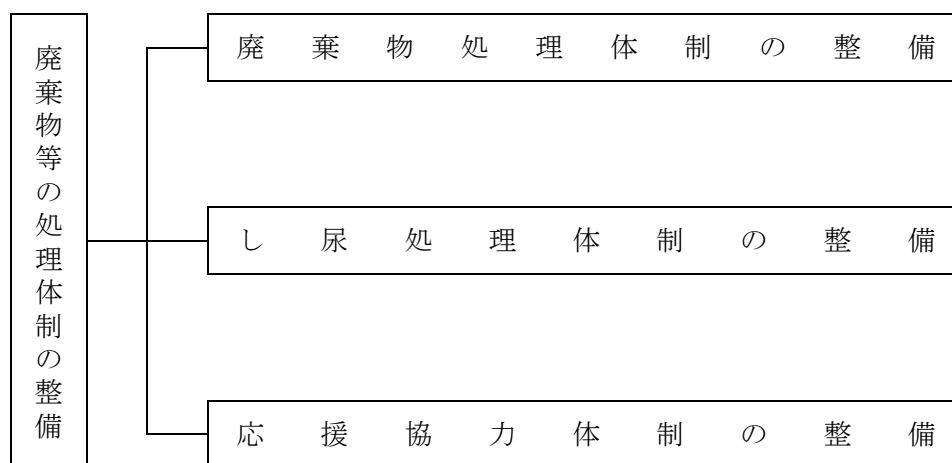 廃棄物等の処理体制の整備
廃棄物処理体制の整備
し尿処理体制の整備
応援協力体制の整備